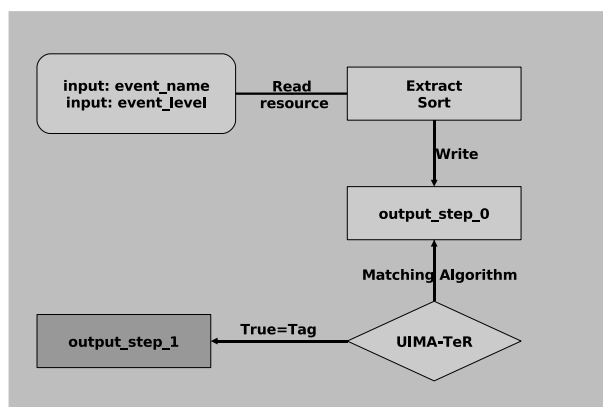 input: event_name
input: event_level
Read
resource
Extract
Sort
Write
output_step_0
Matching Algorithm
True=Tag
output_step_1
UIMA-TeR